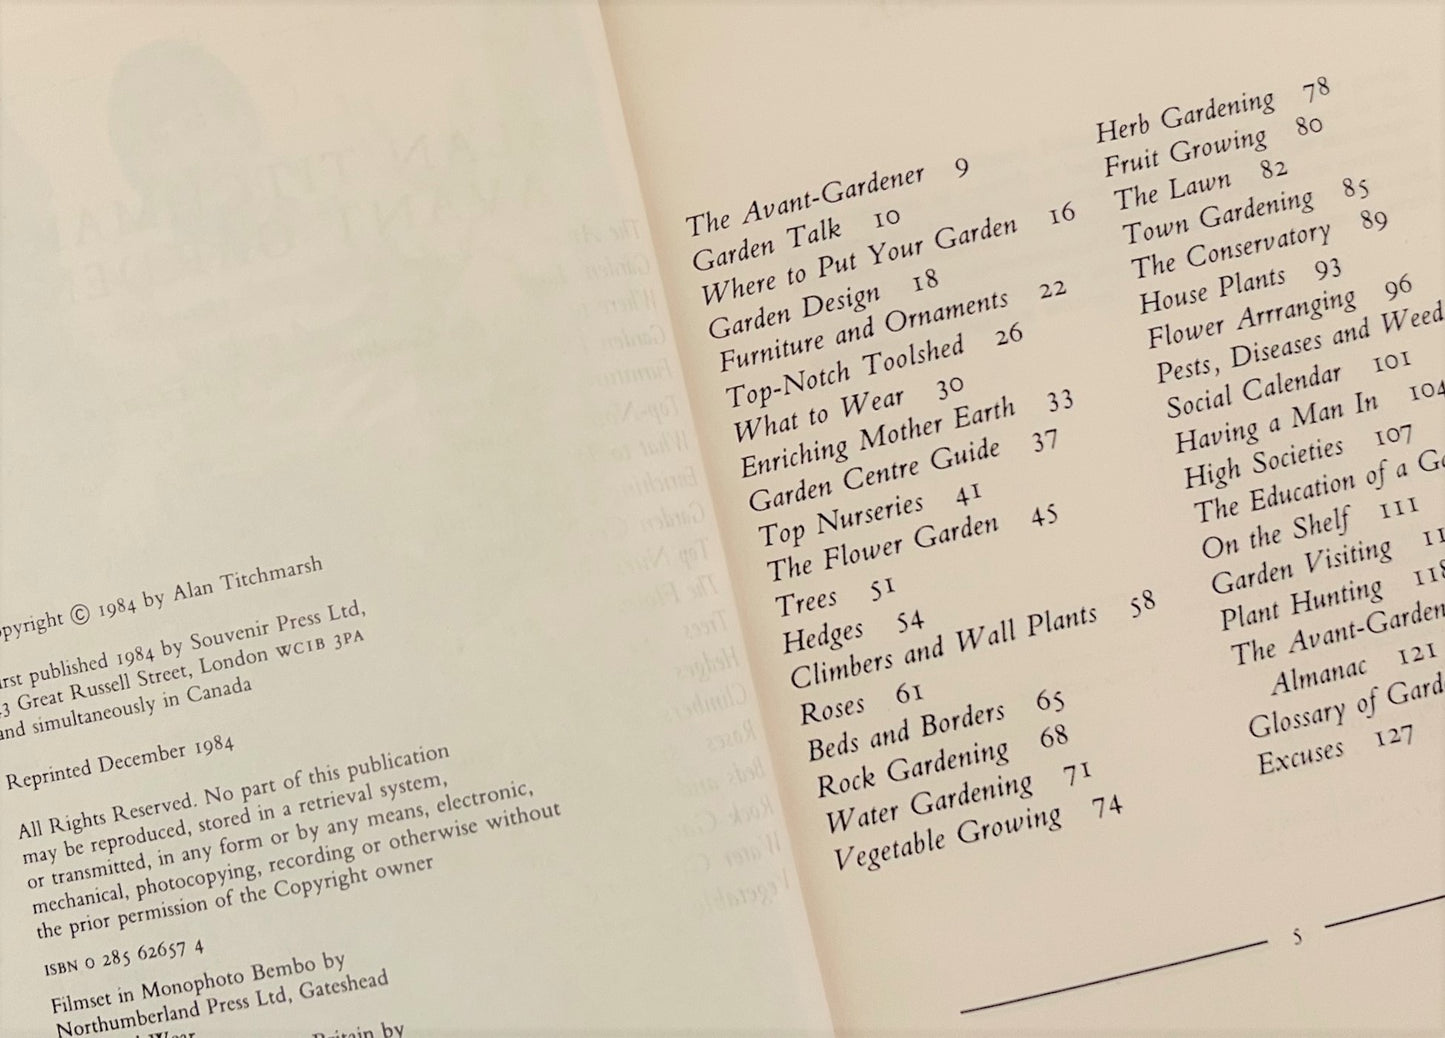 by Alan Titchmarsh
© 1984
published 1984 by Souvenir Press Ltd,
Great Russell Street, London WC1B 3PA
and simultaneously in Canada
Reprinted December 1984
All Rights Reserved. No part of this publication
may be reproduced, stored in a retrieval system,
or transmitted, in any form or by any means, electronic,
mechanical, photocopying, recording or otherwise without
the prior permission of the Copyright owner
ISBN 0 285 62657 4
Filmset in Monophoto Bembo by
Northumberland Press Ltd, Gateshead
by
The Avant-Gardener 9
Garden Talk 10
Where to Put Your Garden 16
Garden Design 18
Furniture and Ornaments 22
Top-Notch Toolshed 26
What to Wear 30
Enriching Mother Earth 33
Garden Centre Guide 37
Top Nurseries 41
The Flower Garden 45
Trees 51
Hedges 54
Climbers and Wall Plants 58
Roses 61
Beds and Borders 65
Rock Gardening 68
Water Gardening 71
Vegetable Growing 74
Herb Gardening 78
Fruit Growing 80
The Lawn 82
Town Gardening 85
The Conservatory 89
House Plants 93
Flower Arrranging 96
Pests, Diseases and Weed
Social Calendar 101
Having a Man In 104
High Societies 107
The Education of a
On the Shelf 111
Garden Visiting
Plant Hunting 118
The Avant-Garden
Almanac 121
Glossary of
Excuses 127
5